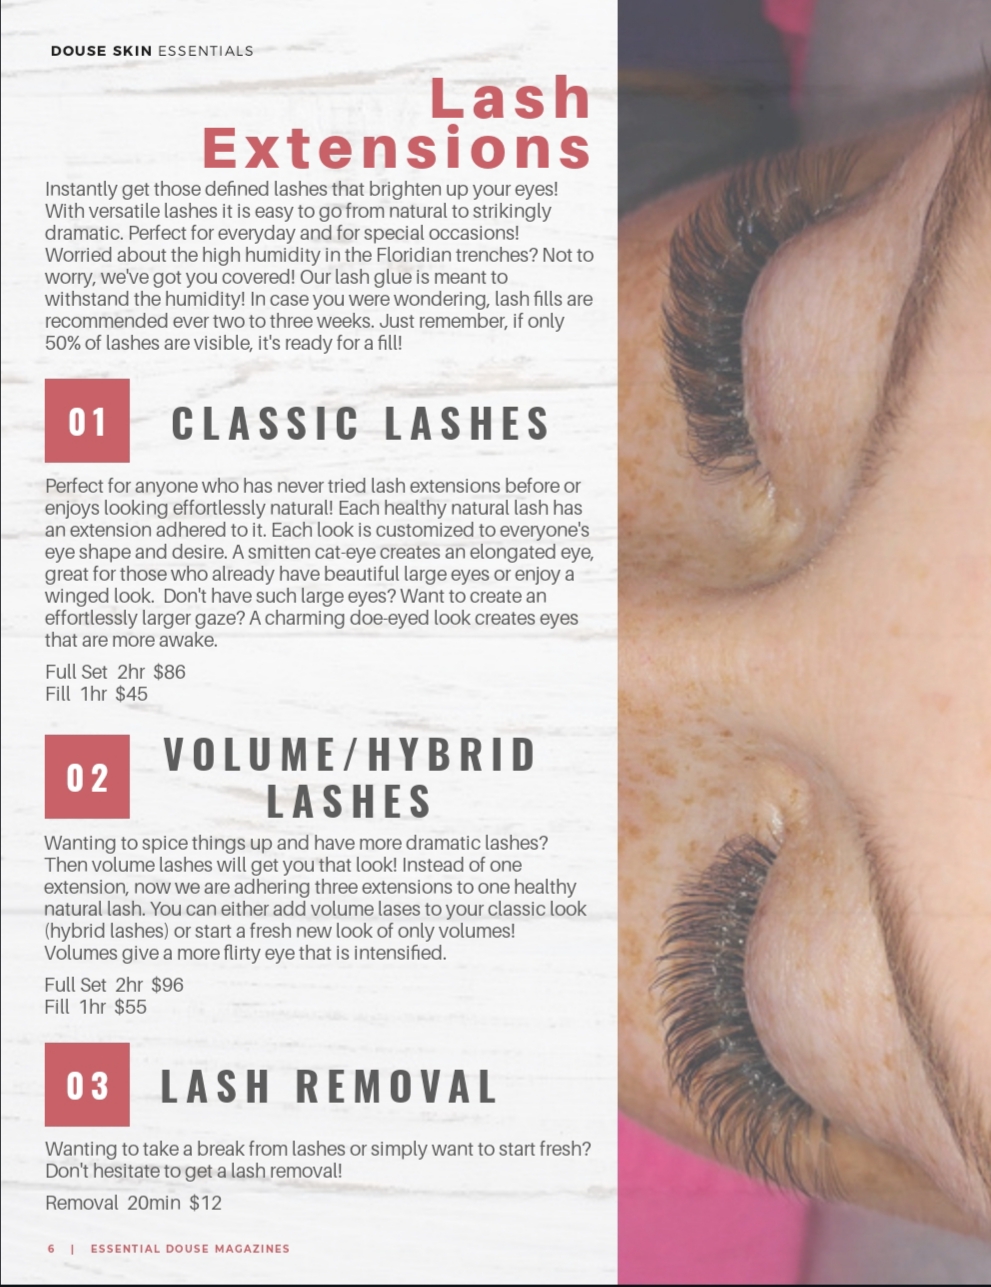 DOUSE SKIN ESSENTIALS
Lash
Extensions
Instantly get those defined lashes that brighten up your eyes!
With versatile lashes it is easy to go from natural to strikingly
dramatic. Perfect for everyday and for special occasions!
Worried about the high humidity in the Floridian trenches? Not to
worry, we've got you covered! Our lash glue is meant to
withstand the humidity! In case you were wondering, lash fills are
recommended ever two to three weeks. Just remember, if only
50% of lashes are visible, it's ready for a fill!
01
CLASSIC LASHES
Perfect for anyone who has never tried lash extensions before or
enjoys looking effortlessly natural! Each healthy natural lash has
an extension adhered to it. Each look is customized to everyone's
eye shape and desire. A smitten cat-eye creates an elongated eye,
great for those who already have beautiful large eyes or enjoy a
winged look.  Don't have such large eyes? Want to create an
effortlessly larger gaze? A charming doe-eyed look creates eyes
that are more awake.
Full Set  2hr  $86
Fill  1hr  $45
02
VOLUME/HYBRID
LASHES
Wanting to spice things up and have more dramatic lashes?
Then volume lashes will get you that look! Instead of one
extension, now we are adhering three extensions to one healthy
natural lash. You can either add volume lases to your classic look
(hybrid lashes) or start a fresh new look of only volumes!
Volumes give a more flirty eye that is intensified.
Full Set  2hr  $96
Fill  1hr  $55
03
LASH REMOVAL
Wanting to take a break from lashes or simply want to start fresh?
Don't hesitate to get a lash removal!
Removal  20min  $12
6 | ESSENTIAL DOUSE MAGAZINES